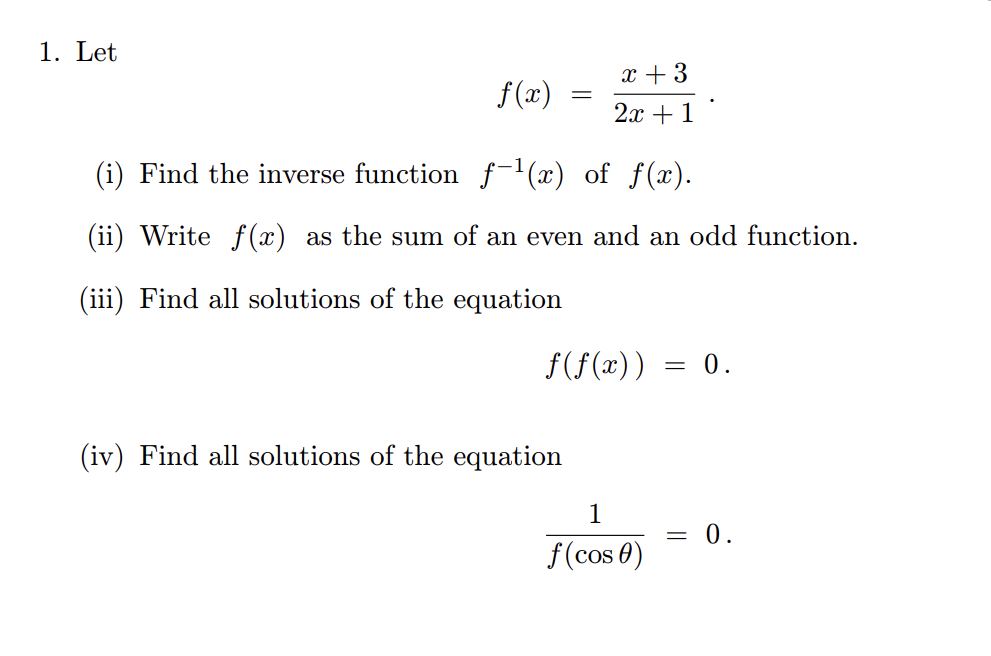 1. Let
f(x) = \frac{x + 3}{2x + 1} .
(i) Find the inverse function f^{-1}(x) of f(x).
(ii) Write f(x) as the sum of an even and an odd function.
(iii) Find all solutions of the equation
f(f(x)) = 0 .
(iv) Find all solutions of the equation
\frac{1}{f(\cos θ)} = 0 .